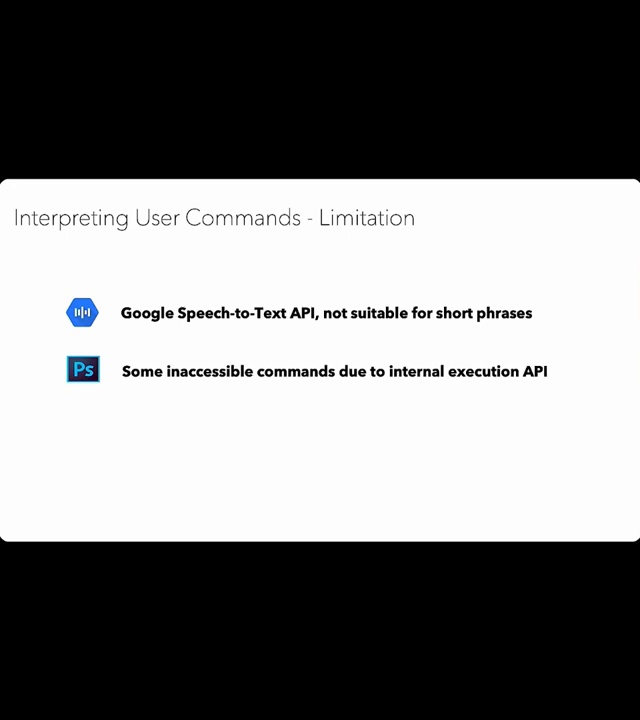 Interpreting User Commands - Limitation
Google Speech-to-Text API, not suitable for short phrases
Ps
Some inaccessible commands due to internal execution API